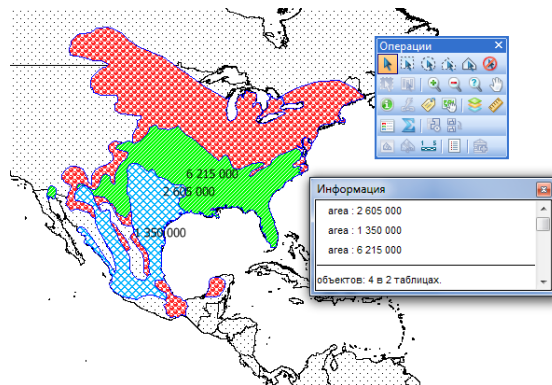 Операции
6 215 000
2 605 000
1 350 000
Информация
area : 2 605 000
area : 1 350 000
area : 6 215 000
объектов: 4 в 2 таблицах.